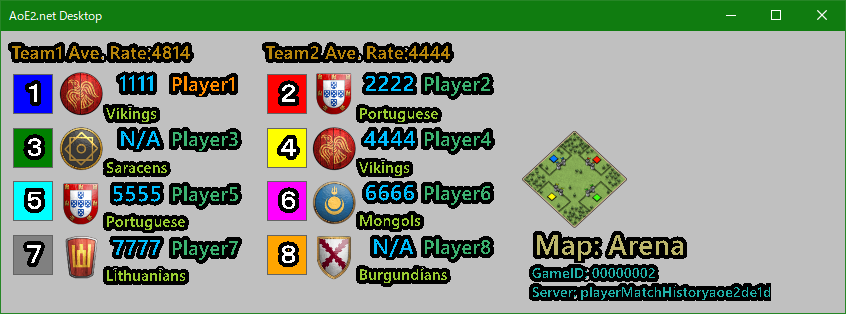 AoE2.net Desktop
Team1 Ave. Rate:4814
1 1111 Player1
Vikings
3 N/A Player3
Saracens
5 5555 Player5
Portuguese
7 7777 Player7
Lithuanians
Team2 Ave. Rate:4444
2 2222 Player2
Portuguese
4 4444 Player4
Vikings
6 6666 Player6
Mongols
8 N/A Player8
Burgundians
Map: Arena
GameID: 00000002
Server: playerMatchHistoryaoe2de1d